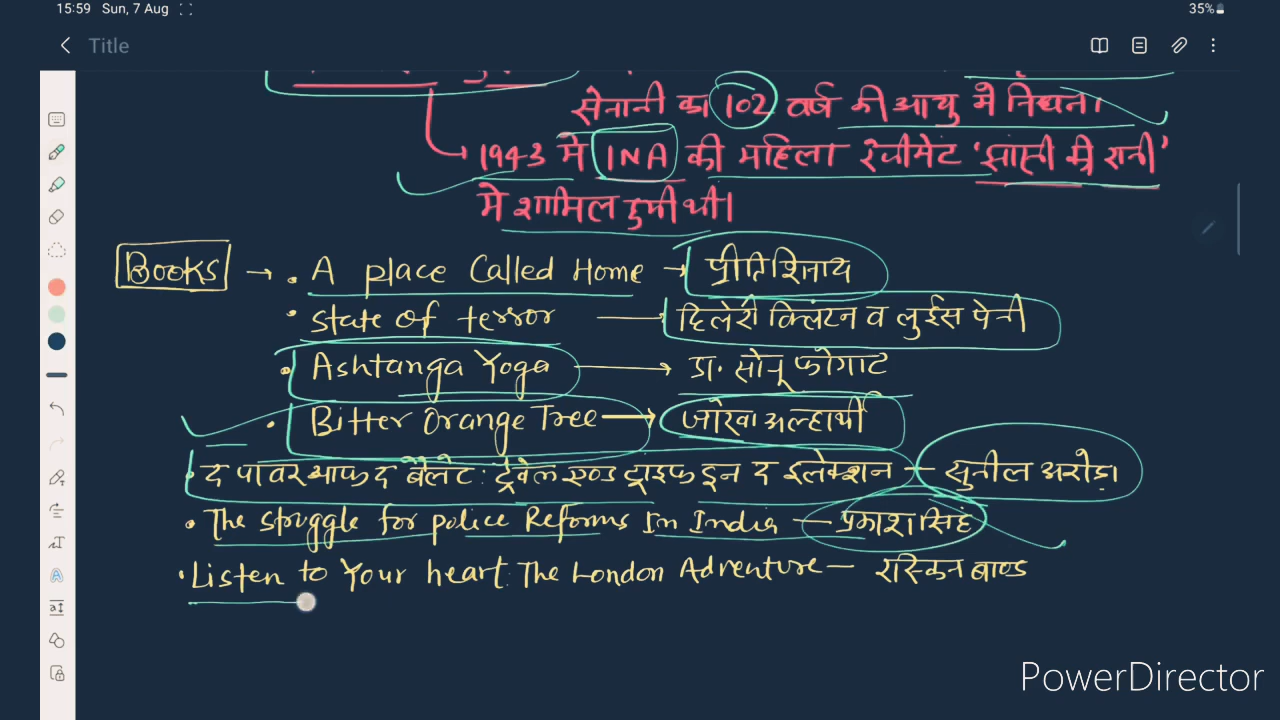 15:59 Sun, 7 Aug
35%
Title
सेनानी का 102 वर्ष की आयु में निधन।
1943 में INA की महिला रेजीमेंट 'झांसी की रानी'
में शामिल हुयी थी।
Books → • A place Called Home → प्रीति शिनाय
• state of terror → हिलेरी क्लिंटन व लुईस पेनी
• Ashtanga Yoga → डा. सोनू फोगाट
• Bitter Orange Tree → जोखा अल्हार्थी
• द पावर आफ द बैलेट: ट्रेवेल एण्ड ट्राइफ इन द इलेक्शन - सुनील अरोड़ा
• The struggle for police Reforms In India - प्रकाश सिंह
• Listen to Your heart: The London Adventure - रस्किन बाण्ड
PowerDirector